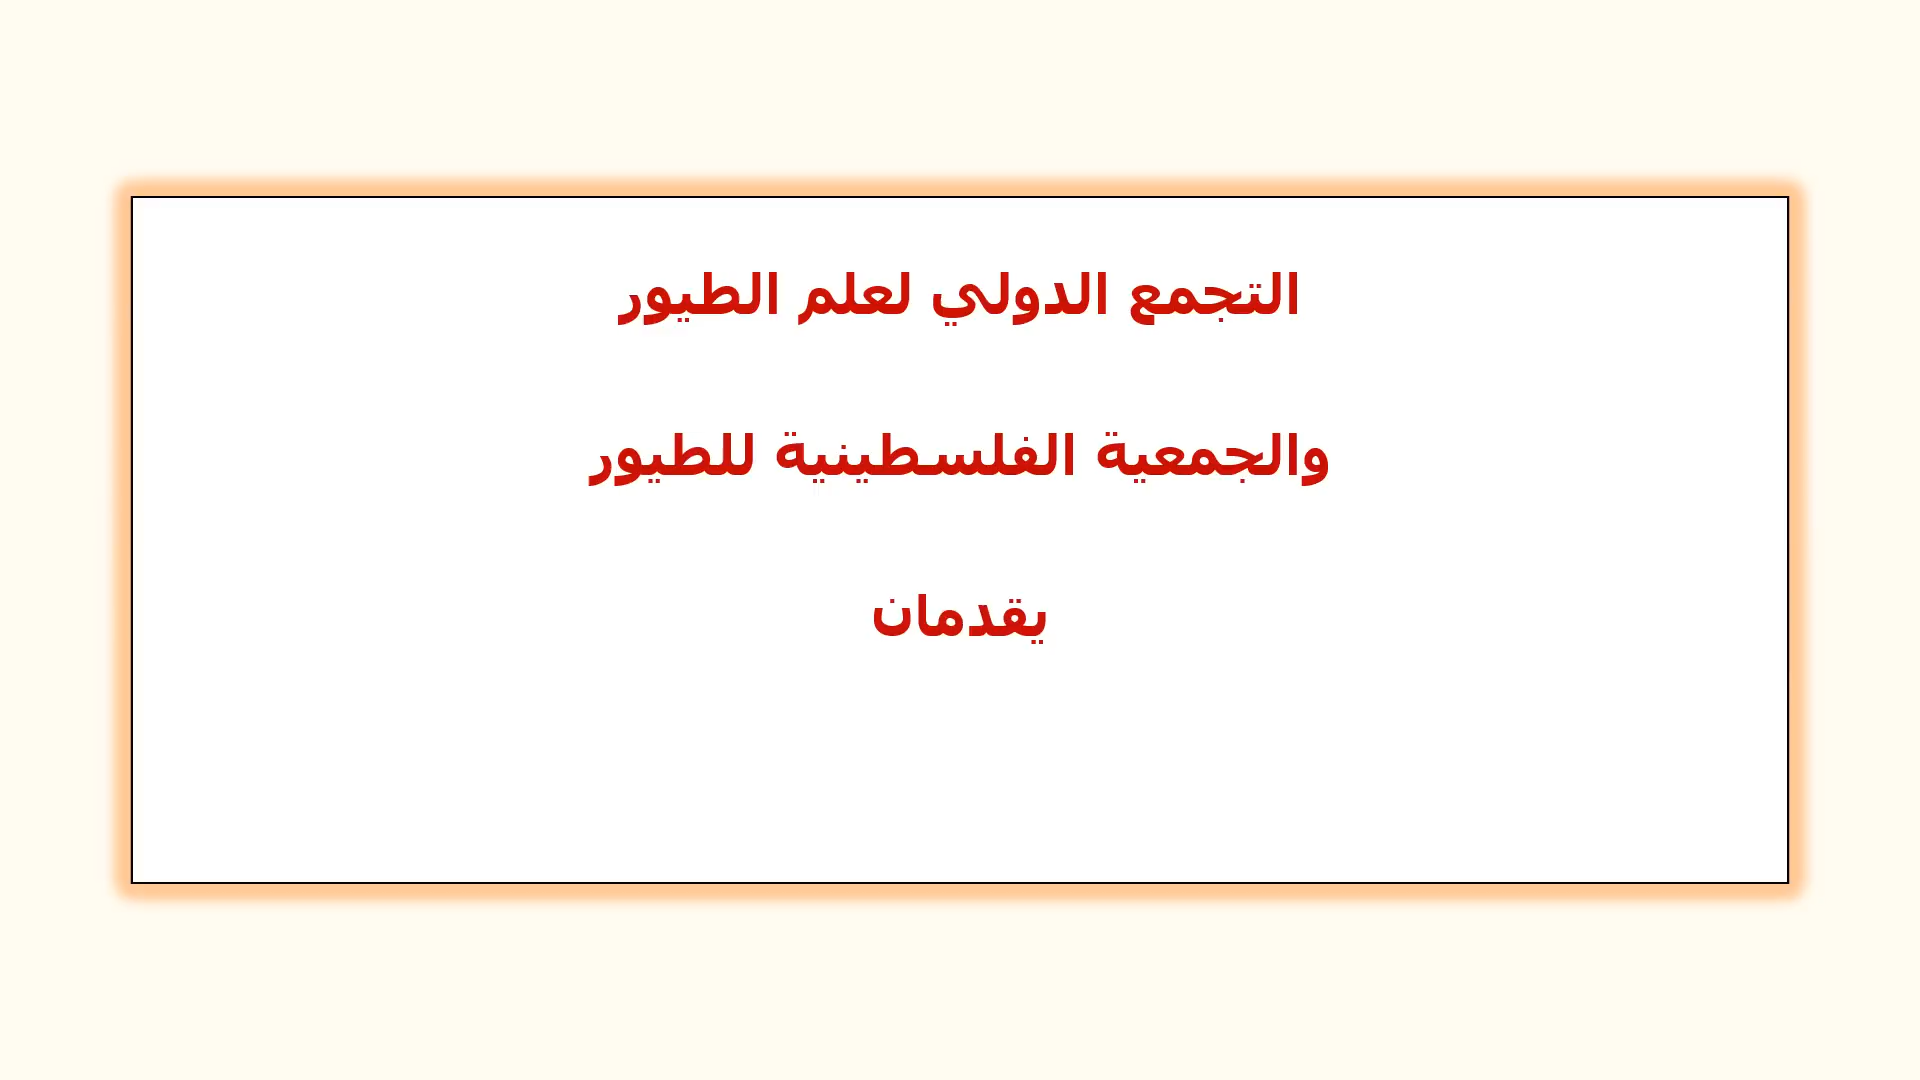 التجمع الدولي لعلم الطيور
والجمعية الفلسطينية للطيور
يقدمان